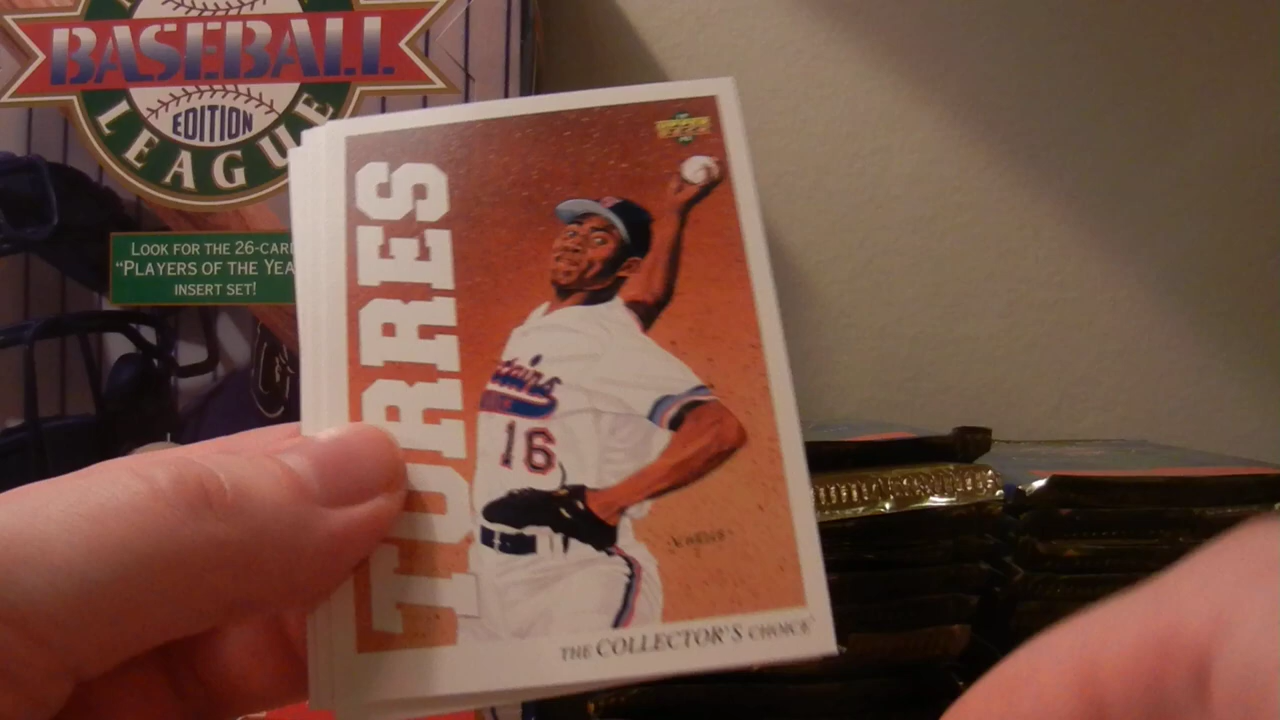 BASEBALL
EDITION
LEAGUE
LOOK FOR THE 26-CAR
"PLAYERS OF THE YEA
INSERT SET!
TORRES
16
THE COLLECTOR'S CHOICE